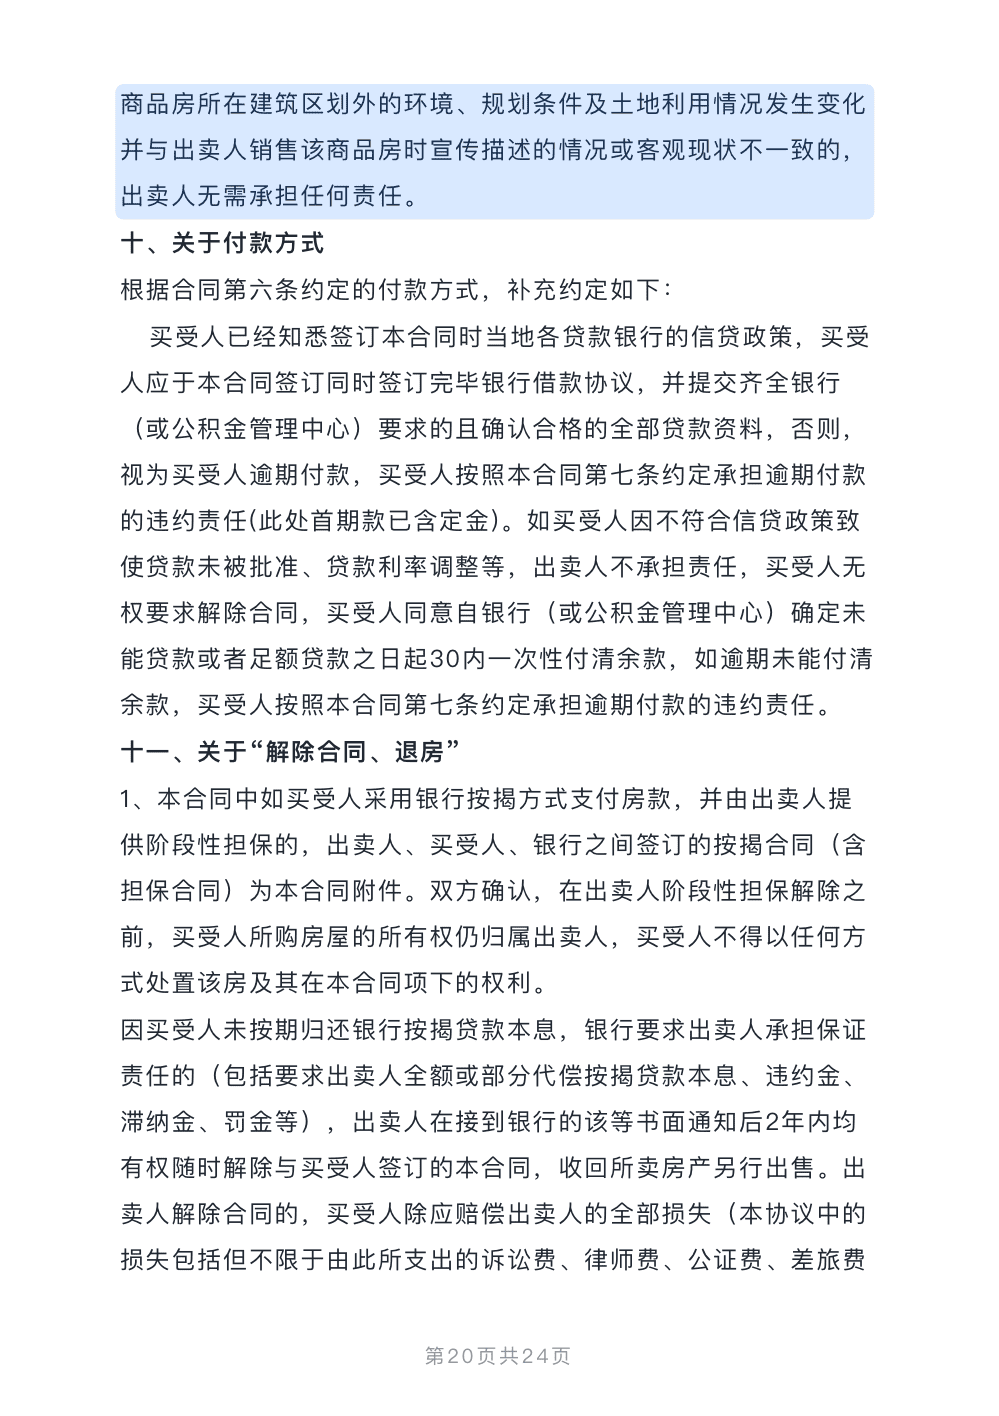 商品房所在建筑区划外的环境、规划条件及土地利用情况发生变化
并与出卖人销售该商品房时宣传描述的情况或客观现状不一致的，
出卖人无需承担任何责任。
十、关于付款方式
根据合同第六条约定的付款方式，补充约定如下：
买受人已经知悉签订本合同时当地各贷款银行的信贷政策，买受
人应于本合同签订同时签订完毕银行借款协议，并提交齐全银行
（或公积金管理中心）要求的且确认合格的全部贷款资料，否则，
视为买受人逾期付款，买受人按照本合同第七条约定承担逾期付款
的违约责任(此处首期款已含定金)。如买受人因不符合信贷政策致
使贷款未被批准、贷款利率调整等，出卖人不承担责任，买受人无
权要求解除合同，买受人同意自银行（或公积金管理中心）确定未
能贷款或者足额贷款之日起30内一次性付清余款，如逾期未能付清
余款，买受人按照本合同第七条约定承担逾期付款的违约责任。
十一、关于“解除合同、退房”
1、本合同中如买受人采用银行按揭方式支付房款，并由出卖人提
供阶段性担保的，出卖人、买受人、银行之间签订的按揭合同（含
担保合同）为本合同附件。双方确认，在出卖人阶段性担保解除之
前，买受人所购房屋的所有权仍归属出卖人，买受人不得以任何方
式处置该房及其在本合同项下的权利。
因买受人未按期归还银行按揭贷款本息，银行要求出卖人承担保证
责任的（包括要求出卖人全额或部分代偿按揭贷款本息、违约金、
滞纳金、罚金等），出卖人在接到银行的该等书面通知后2年内均
有权随时解除与买受人签订的本合同，收回所卖房产另行出售。出
卖人解除合同的，买受人除应赔偿出卖人的全部损失（本协议中的
损失包括但不限于由此所支出的诉讼费、律师费、公证费、差旅费
第20页共24页